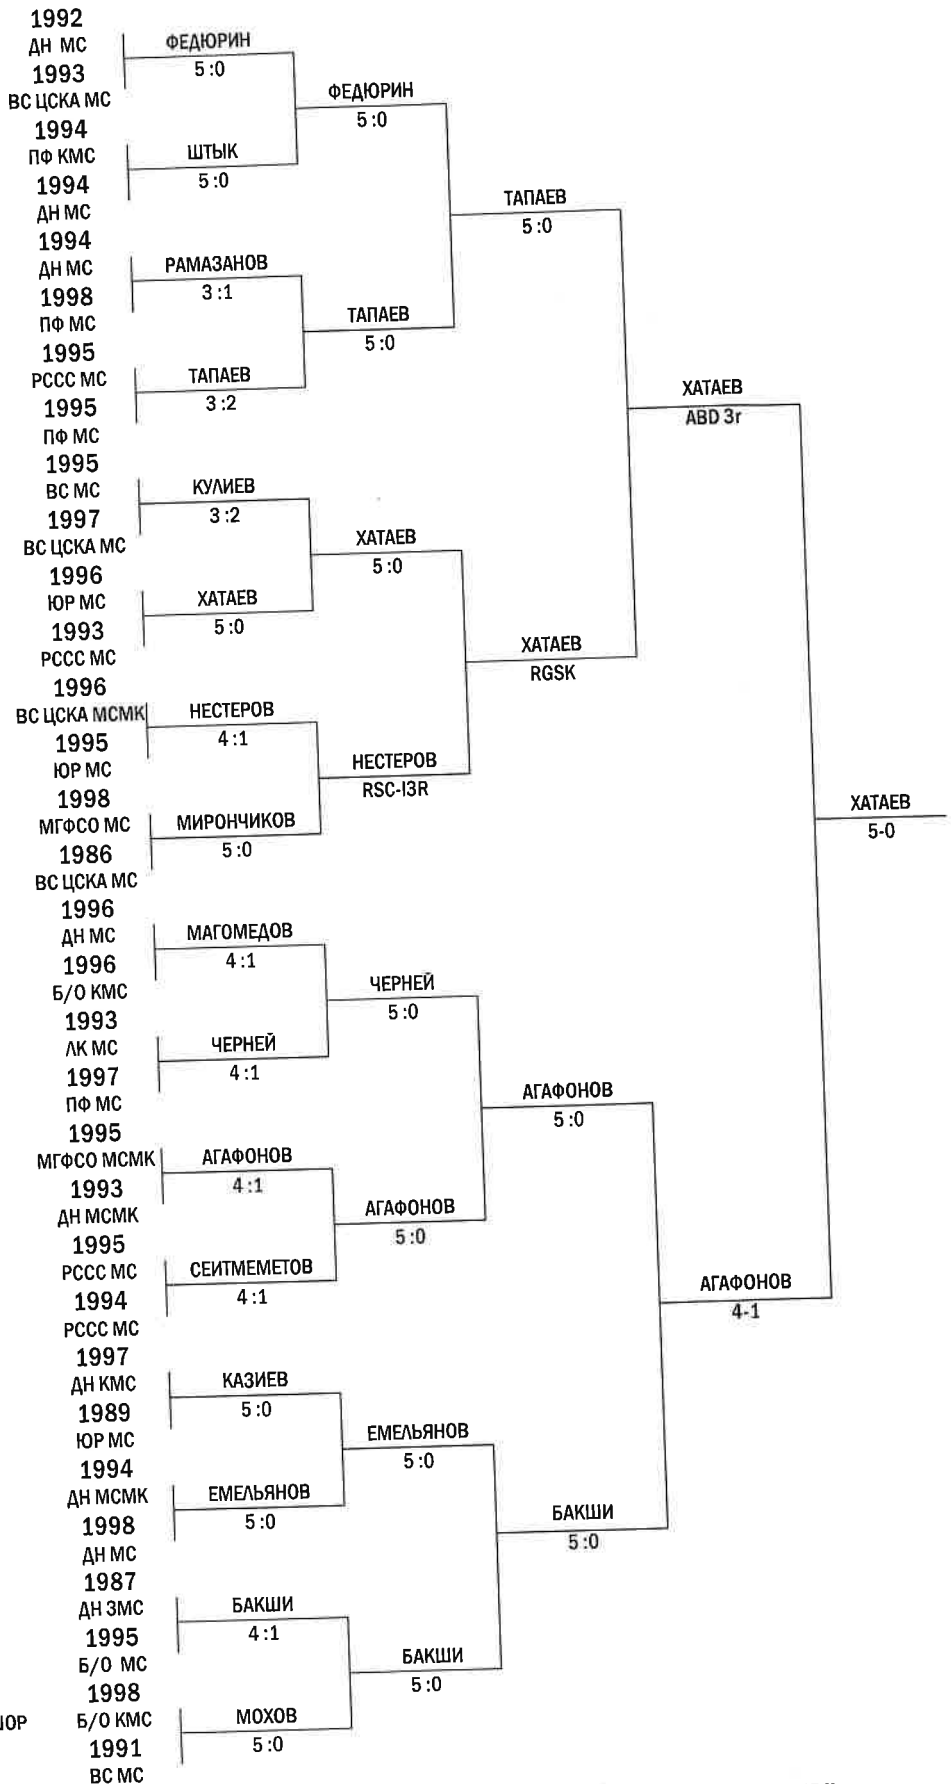 1992
ДН МС
1993
ВС ЦСКА МС
1994
ПФ КМС
1994
ДН МС
1994
ДН МС
1998
ПФ МС
1995
РССС МС
1995
ПФ МС
1995
ВС МС
1997
ВС ЦСКА МС
1996
ЮР МС
1993
РССС МС
1996
ВС ЦСКА МСМК
1995
ЮР МС
1998
МГФСО МС
1986
ВС ЦСКА МС
1996
ДН МС
1996
Б/О КМС
1993
ЛК МС
1997
ПФ МС
1995
МГФСО МСМК
1993
ДН МСМК
1995
РССС МС
1994
РССС МС
1997
ДН КМС
1989
ЮР МС
1994
ДН МСМК
1998
ДН МС
1987
ДН ЗМС
1995
Б/О МС
1998
Б/О КМС
1991
ВС МС
ФЕДЮРИН
5:0
ШТЫК
5:0
РАМАЗАНОВ
3:1
ТАПАЕВ
3:2
КУЛИЕВ
3:2
ХАТАЕВ
5:0
НЕСТЕРОВ
4:1
МИРОНЧИКОВ
5:0
МАГОМЕДОВ
4:1
ЧЕРНЕЙ
4:1
АГАФОНОВ
4:1
СЕИТМЕМЕТОВ
4:1
КАЗИЕВ
5:0
ЕМЕЛЬЯНОВ
5:0
БАКШИ
4:1
МОХОВ
5:0
ФЕДЮРИН
5:0
ТАПАЕВ
5:0
ХАТАЕВ
5:0
НЕСТЕРОВ
RSC-I3R
ЧЕРНЕЙ
5:0
АГАФОНОВ
5:0
ЕМЕЛЬЯНОВ
5:0
БАКШИ
5:0
ТАПАЕВ
5:0
ХАТАЕВ
RGSK
АГАФОНОВ
5:0
БАКШИ
5:0
ХАТАЕВ
ABD 3r
АГАФОНОВ
4-1
ХАТАЕВ
5-0